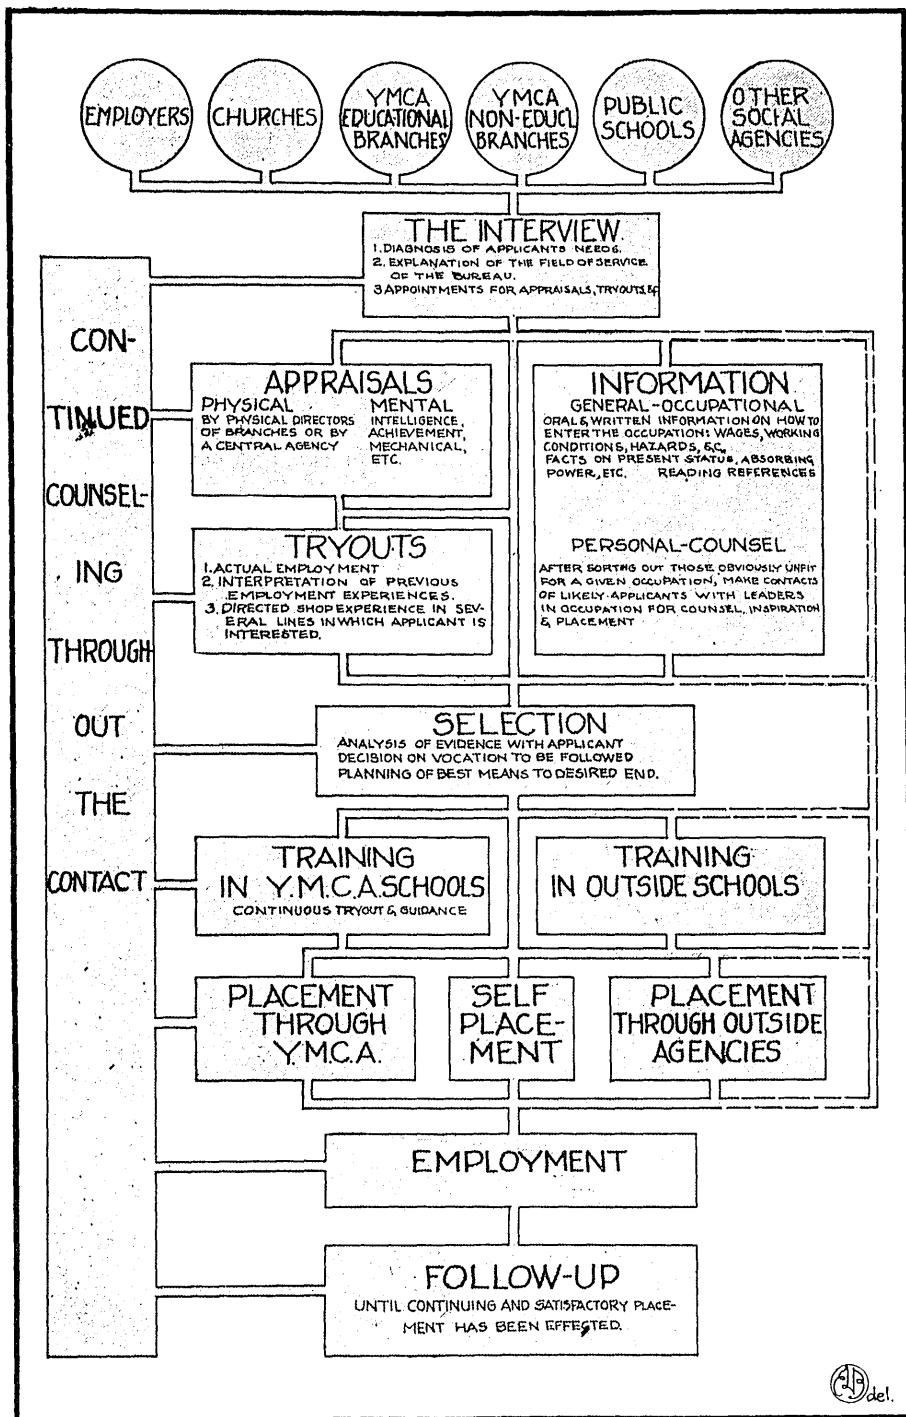 EMPLOYERS
CHURCHES
YMCA
EDUCATIONAL
BRANCHES
YMCA
NON-EDUC'L
BRANCHES
PUBLIC
SCHOOLS
OTHER
SOCIAL
AGENCIES
THE INTERVIEW
1. DIAGNOSIS OF APPLICANTS NEEDS.
2. EXPLANATION OF THE FIELD OF SERVICE
OF THE BUREAU.
3 APPOINTMENTS FOR APPRAISALS, TRYOUTS, &
CON-
TINUED
COUNSEL-
ING
THROUGH
OUT
THE
CONTACT
APPRAISALS
PHYSICAL
BY PHYSICAL DIRECTORS
OF BRANCHES OR BY
A CENTRAL AGENCY
MENTAL
INTELLIGENCE,
ACHIEVEMENT,
MECHANICAL,
ETC.
INFORMATION
GENERAL-OCCUPATIONAL
ORAL & WRITTEN INFORMATION ON HOW TO
ENTER THE OCCUPATION: WAGES, WORKING
CONDITIONS, HAZARDS, &C,
FACTS ON PRESENT STATUS, ABSORBING
POWER, ETC. READING REFERENCES
PERSONAL-COUNSEL
AFTER SORTING OUT THOSE OBVIOUSLY UNFIT
FOR A GIVEN OCCUPATION, MAKE CONTACTS
OF LIKELY APPLICANTS WITH LEADERS
IN OCCUPATION FOR COUNSEL, INSPIRATION
& PLACEMENT
TRYOUTS
1. ACTUAL EMPLOYMENT
2. INTERPRETATION OF PREVIOUS
EMPLOYMENT EXPERIENCES.
3. DIRECTED SHOP EXPERIENCE IN SEV-
ERAL LINES IN WHICH APPLICANT IS
INTERESTED.
SELECTION
ANALYSIS OF EVIDENCE WITH APPLICANT
DECISION ON VOCATION TO BE FOLLOWED
PLANNING OF BEST MEANS TO DESIRED END.
TRAINING
IN Y.M.C.A. SCHOOLS
CONTINUOUS TRYOUT & GUIDANCE
TRAINING
IN OUTSIDE SCHOOLS
PLACEMENT
THROUGH
Y.M.C.A.
SELF
PLACE-
MENT
PLACEMENT
THROUGH OUTSIDE
AGENCIES
EMPLOYMENT
FOLLOW-UP
UNTIL CONTINUING AND SATISFACTORY PLACE-
MENT HAS BEEN EFFECTED.
del.